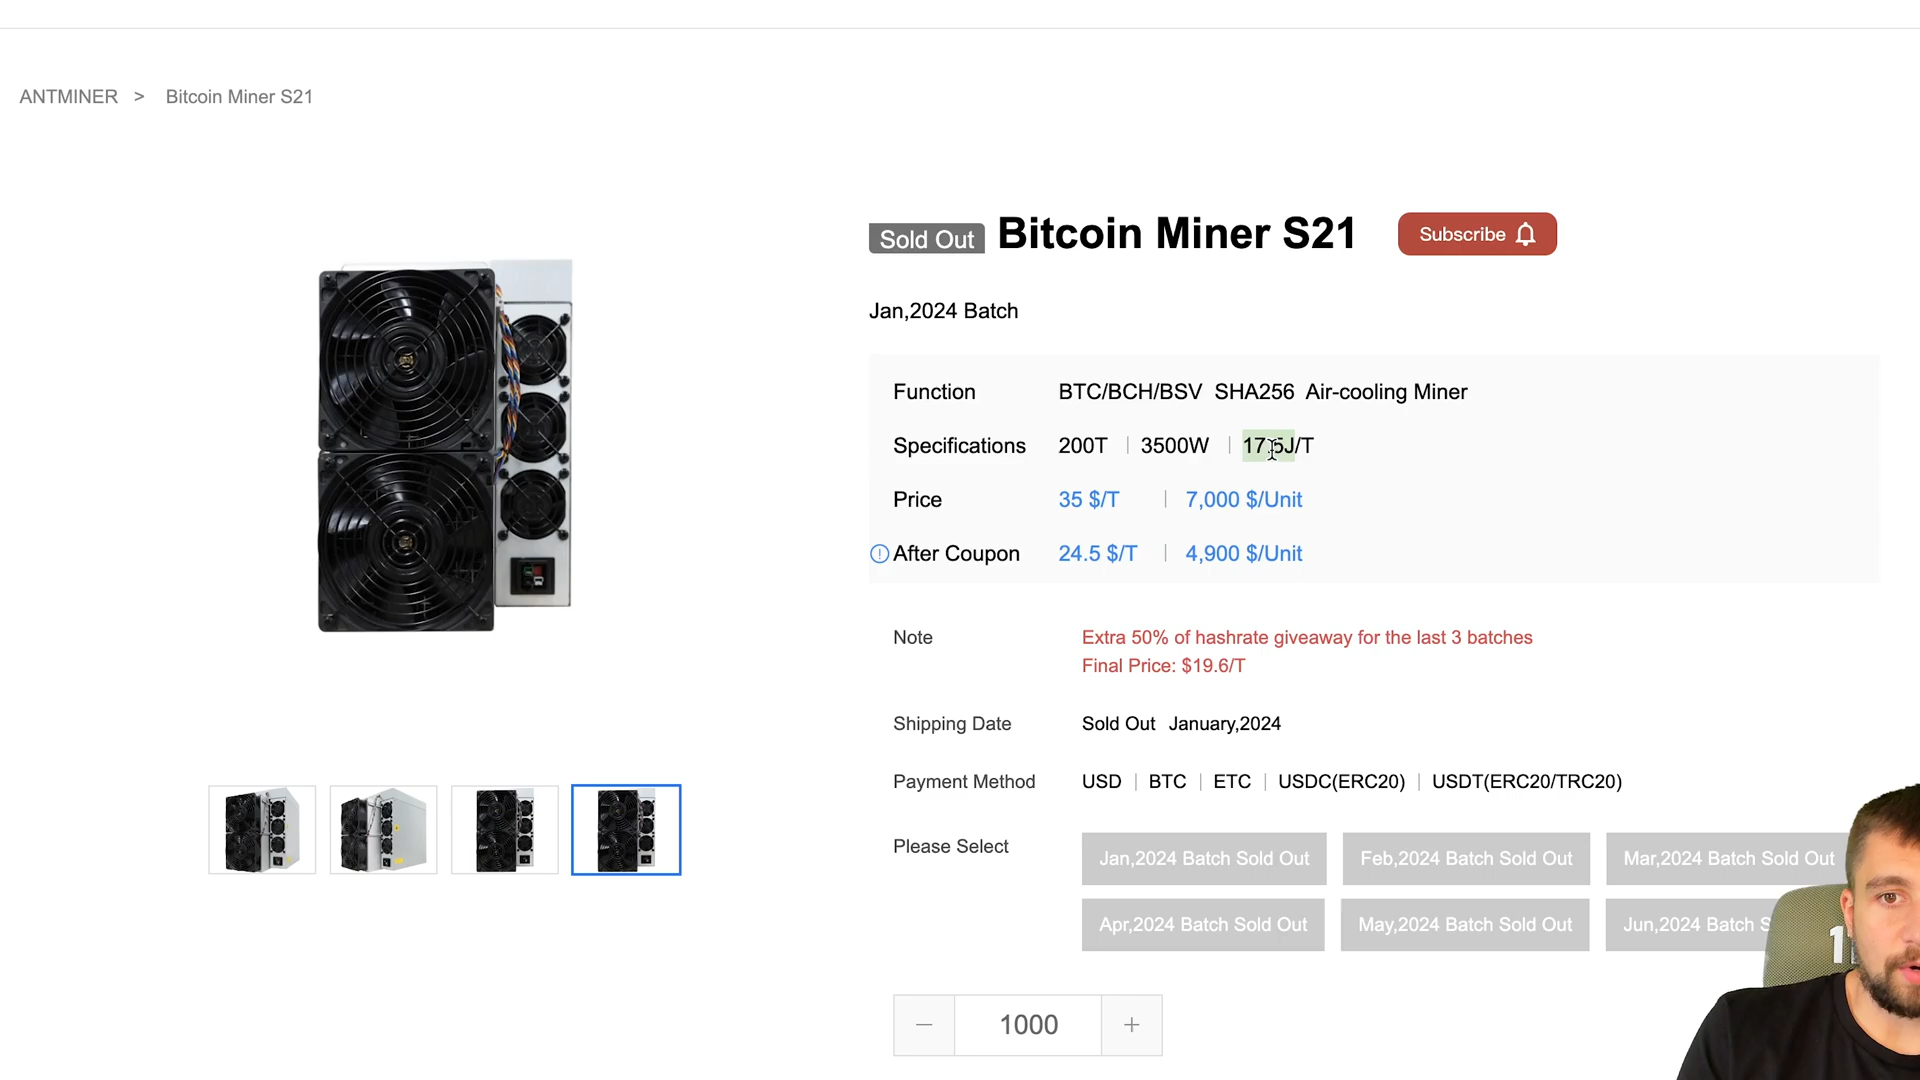 ANTMINER > Bitcoin Miner S21
Sold Out Bitcoin Miner S21 Subscribe
Jan,2024 Batch
Function BTC/BCH/BSV SHA256 Air-cooling Miner
Specifications 200T | 3500W | 17.5J/T
Price 35 $/T | 7,000 $/Unit
After Coupon 24.5 $/T | 4,900 $/Unit
Note Extra 50% of hashrate giveaway for the last 3 batches
Final Price: $19.6/T
Shipping Date Sold Out January,2024
Payment Method USD | BTC | ETC | USDC(ERC20) | USDT(ERC20/TRC20)
Please Select Jan,2024 Batch Sold Out Feb,2024 Batch Sold Out Mar,2024 Batch Sold Out
Apr,2024 Batch Sold Out May,2024 Batch Sold Out Jun,2024 Batch S
− 1000 +